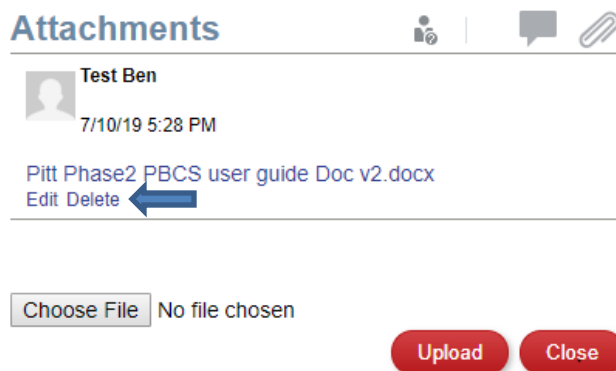 Attachments
Test Ben
7/10/19 5:28 PM
Pitt Phase2 PBCS user guide Doc v2.docx
Edit Delete
Choose File No file chosen
Upload Close